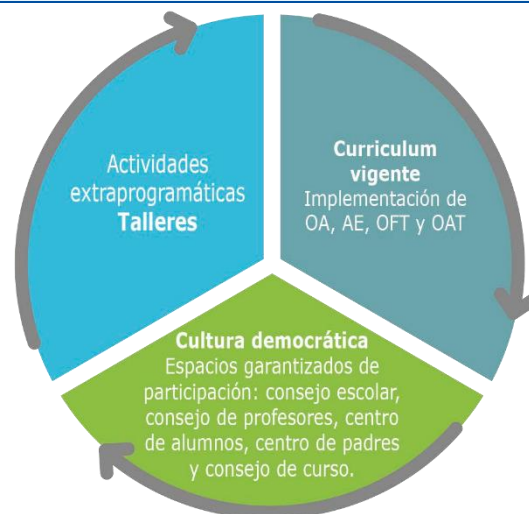 Actividades
extraprogramáticas
Talleres
Curriculum
vigente
Implementación de
OA, AE, OFT y OAT
Cultura democrática
Espacios garantizados de
participación: consejo escolar,
consejo de profesores, centro
de alumnos, centro de padres
y consejo de curso.